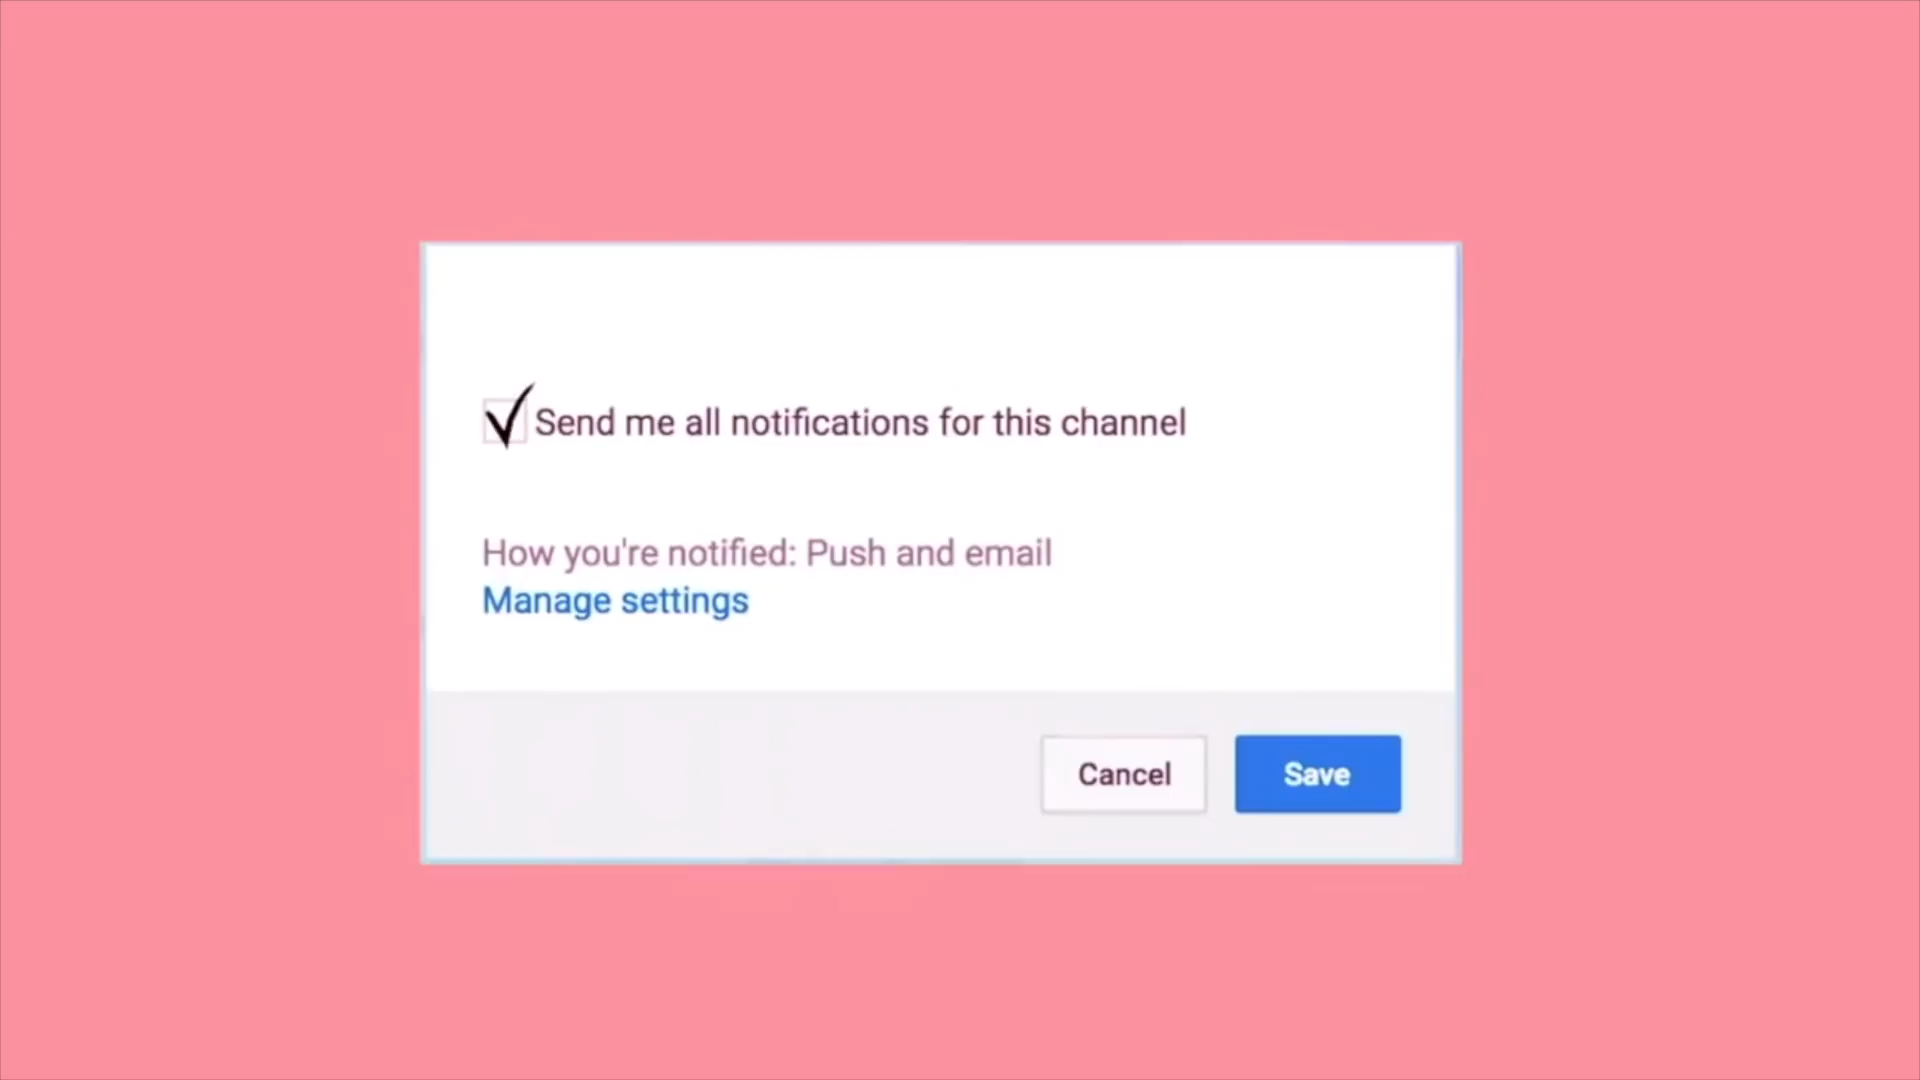 Send me all notifications for this channel
How you're notified: Push and email
Manage settings
Cancel
Save